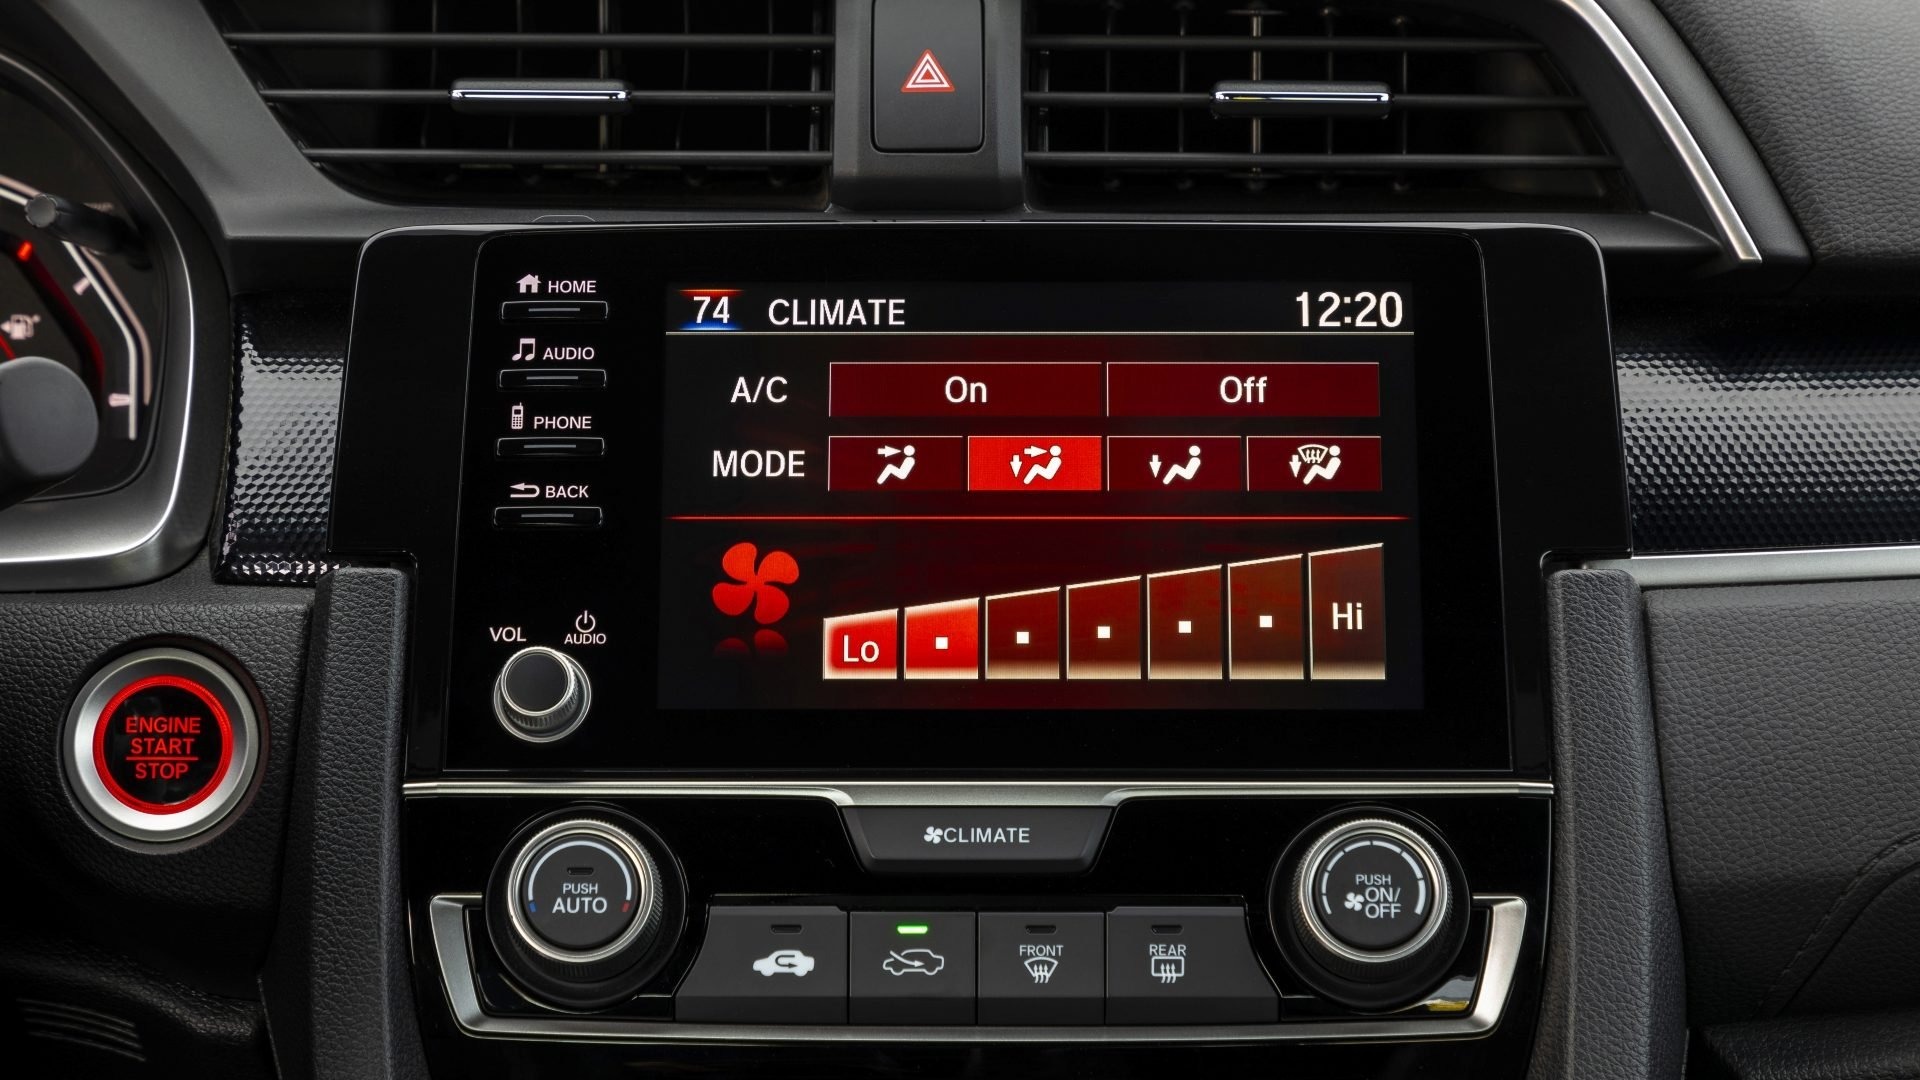 HOME
AUDIO
PHONE
BACK
VOL
AUDIO
74 CLIMATE 12:20
A/C On Off
MODE
Lo Hi
ENGINE
START
STOP
CLIMATE
PUSH
AUTO
FRONT
REAR
PUSH
ON/
OFF